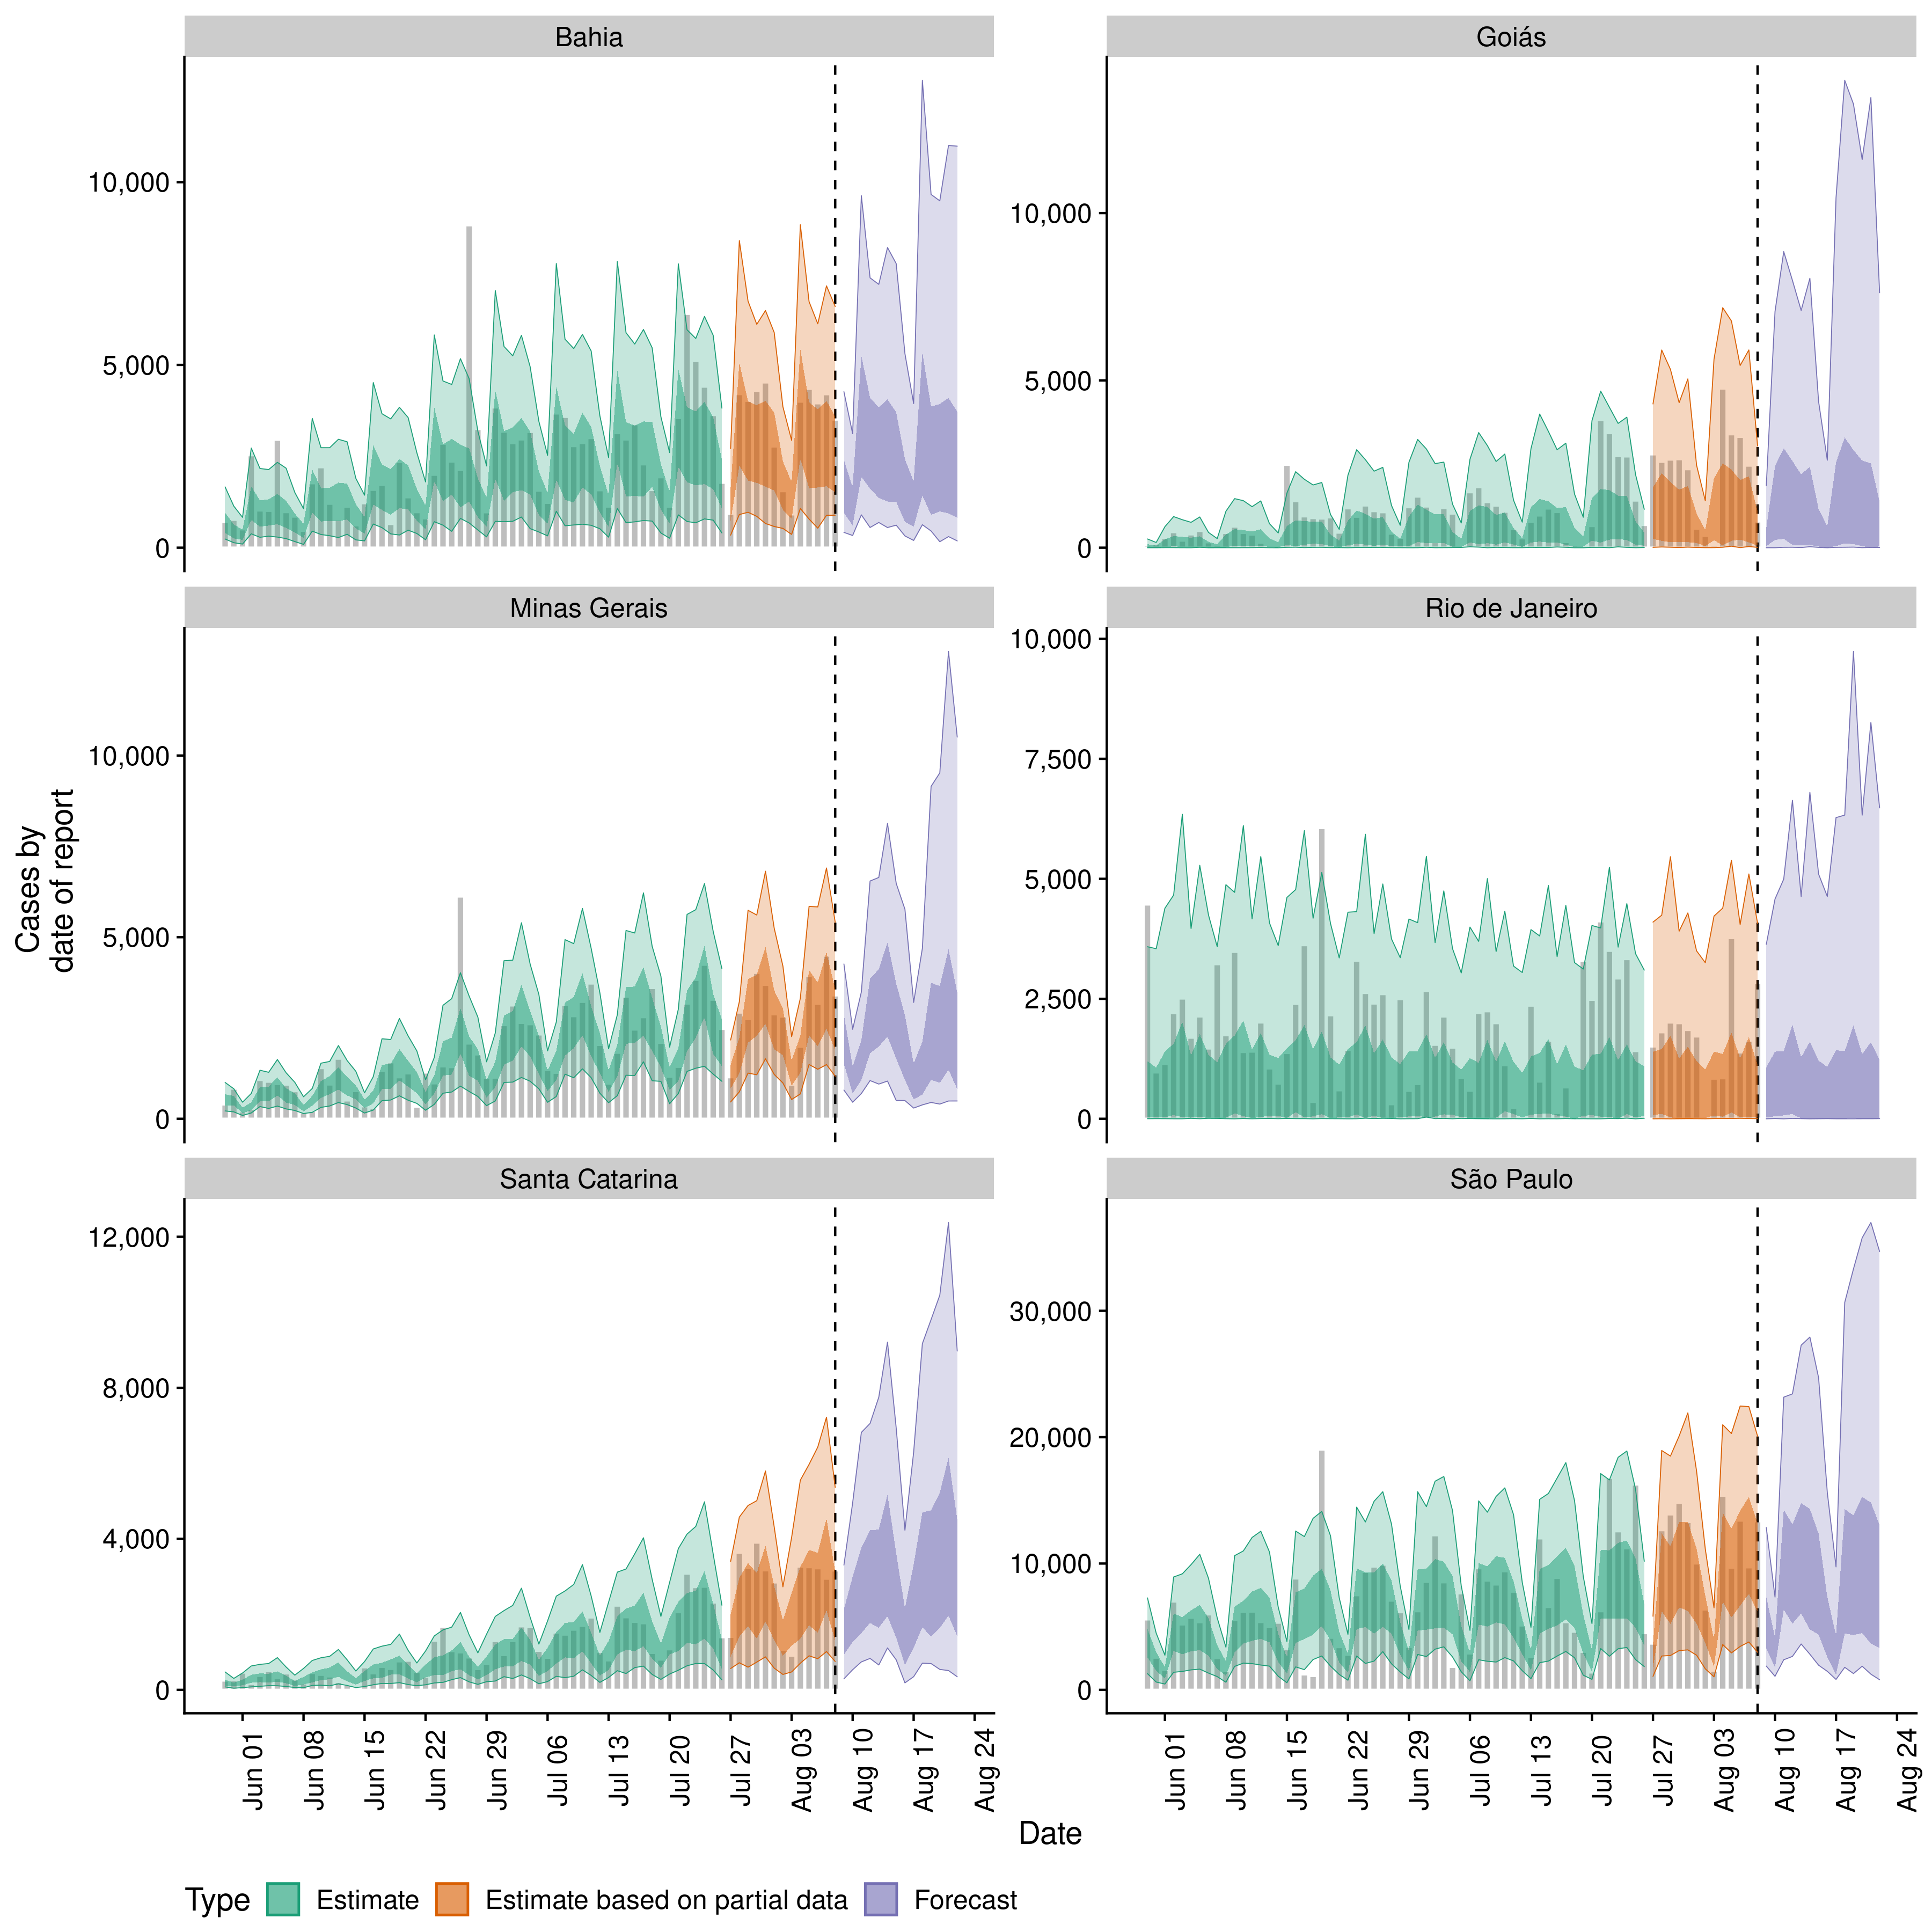 Bahia
Goiás
10,000
5,000
0
10,000
5,000
0
Minas Gerais
Rio de Janeiro
10,000
5,000
0
10,000
7,500
5,000
2,500
0
Santa Catarina
São Paulo
12,000
8,000
4,000
0
30,000
20,000
10,000
0
Cases by
date of report
Jun 01
Jun 08
Jun 15
Jun 22
Jun 29
Jul 06
Jul 13
Jul 20
Jul 27
Aug 03
Aug 10
Aug 17
Aug 24
Jun 01
Jun 08
Jun 15
Jun 22
Jun 29
Jul 06
Jul 13
Jul 20
Jul 27
Aug 03
Aug 10
Aug 17
Aug 24
Date
Type Estimate Estimate based on partial data Forecast